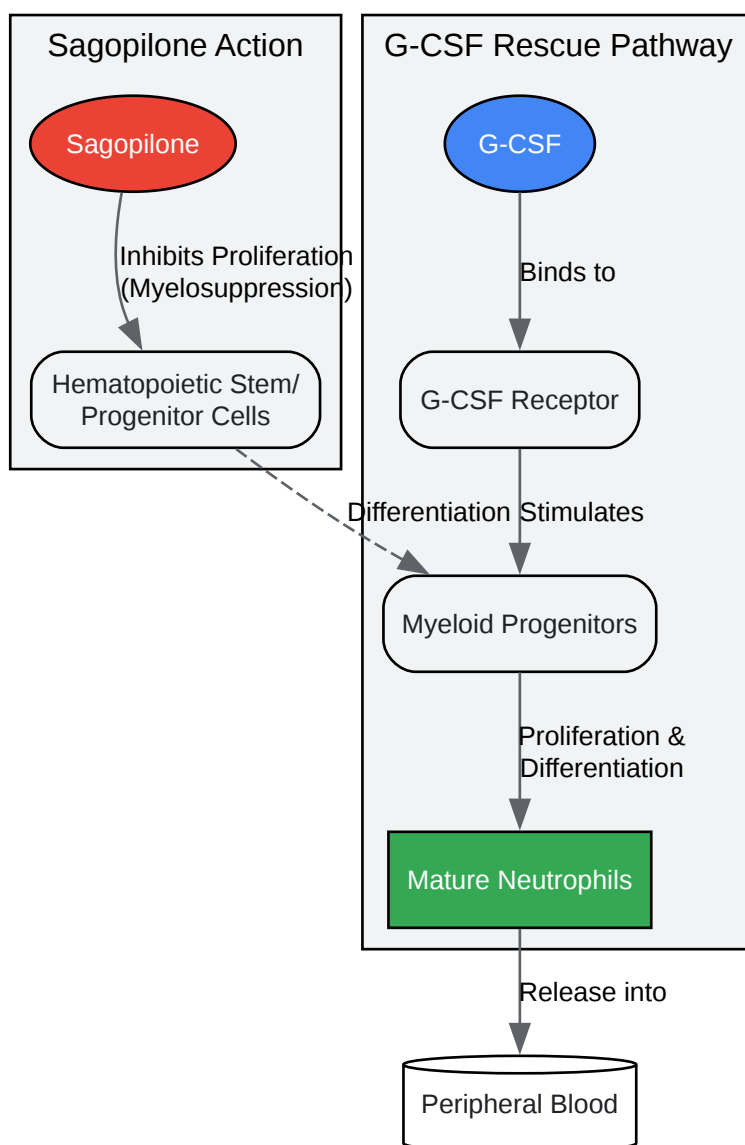 Sagopilone Action
G-CSF Rescue Pathway
Sagopilone
G-CSF
Inhibits Proliferation
(Myelosuppression)
Binds to
Hematopoietic Stem/
Progenitor Cells
G-CSF Receptor
Differentiation
Stimulates
Myeloid Progenitors
Proliferation &
Differentiation
Mature Neutrophils
Release into
Peripheral Blood